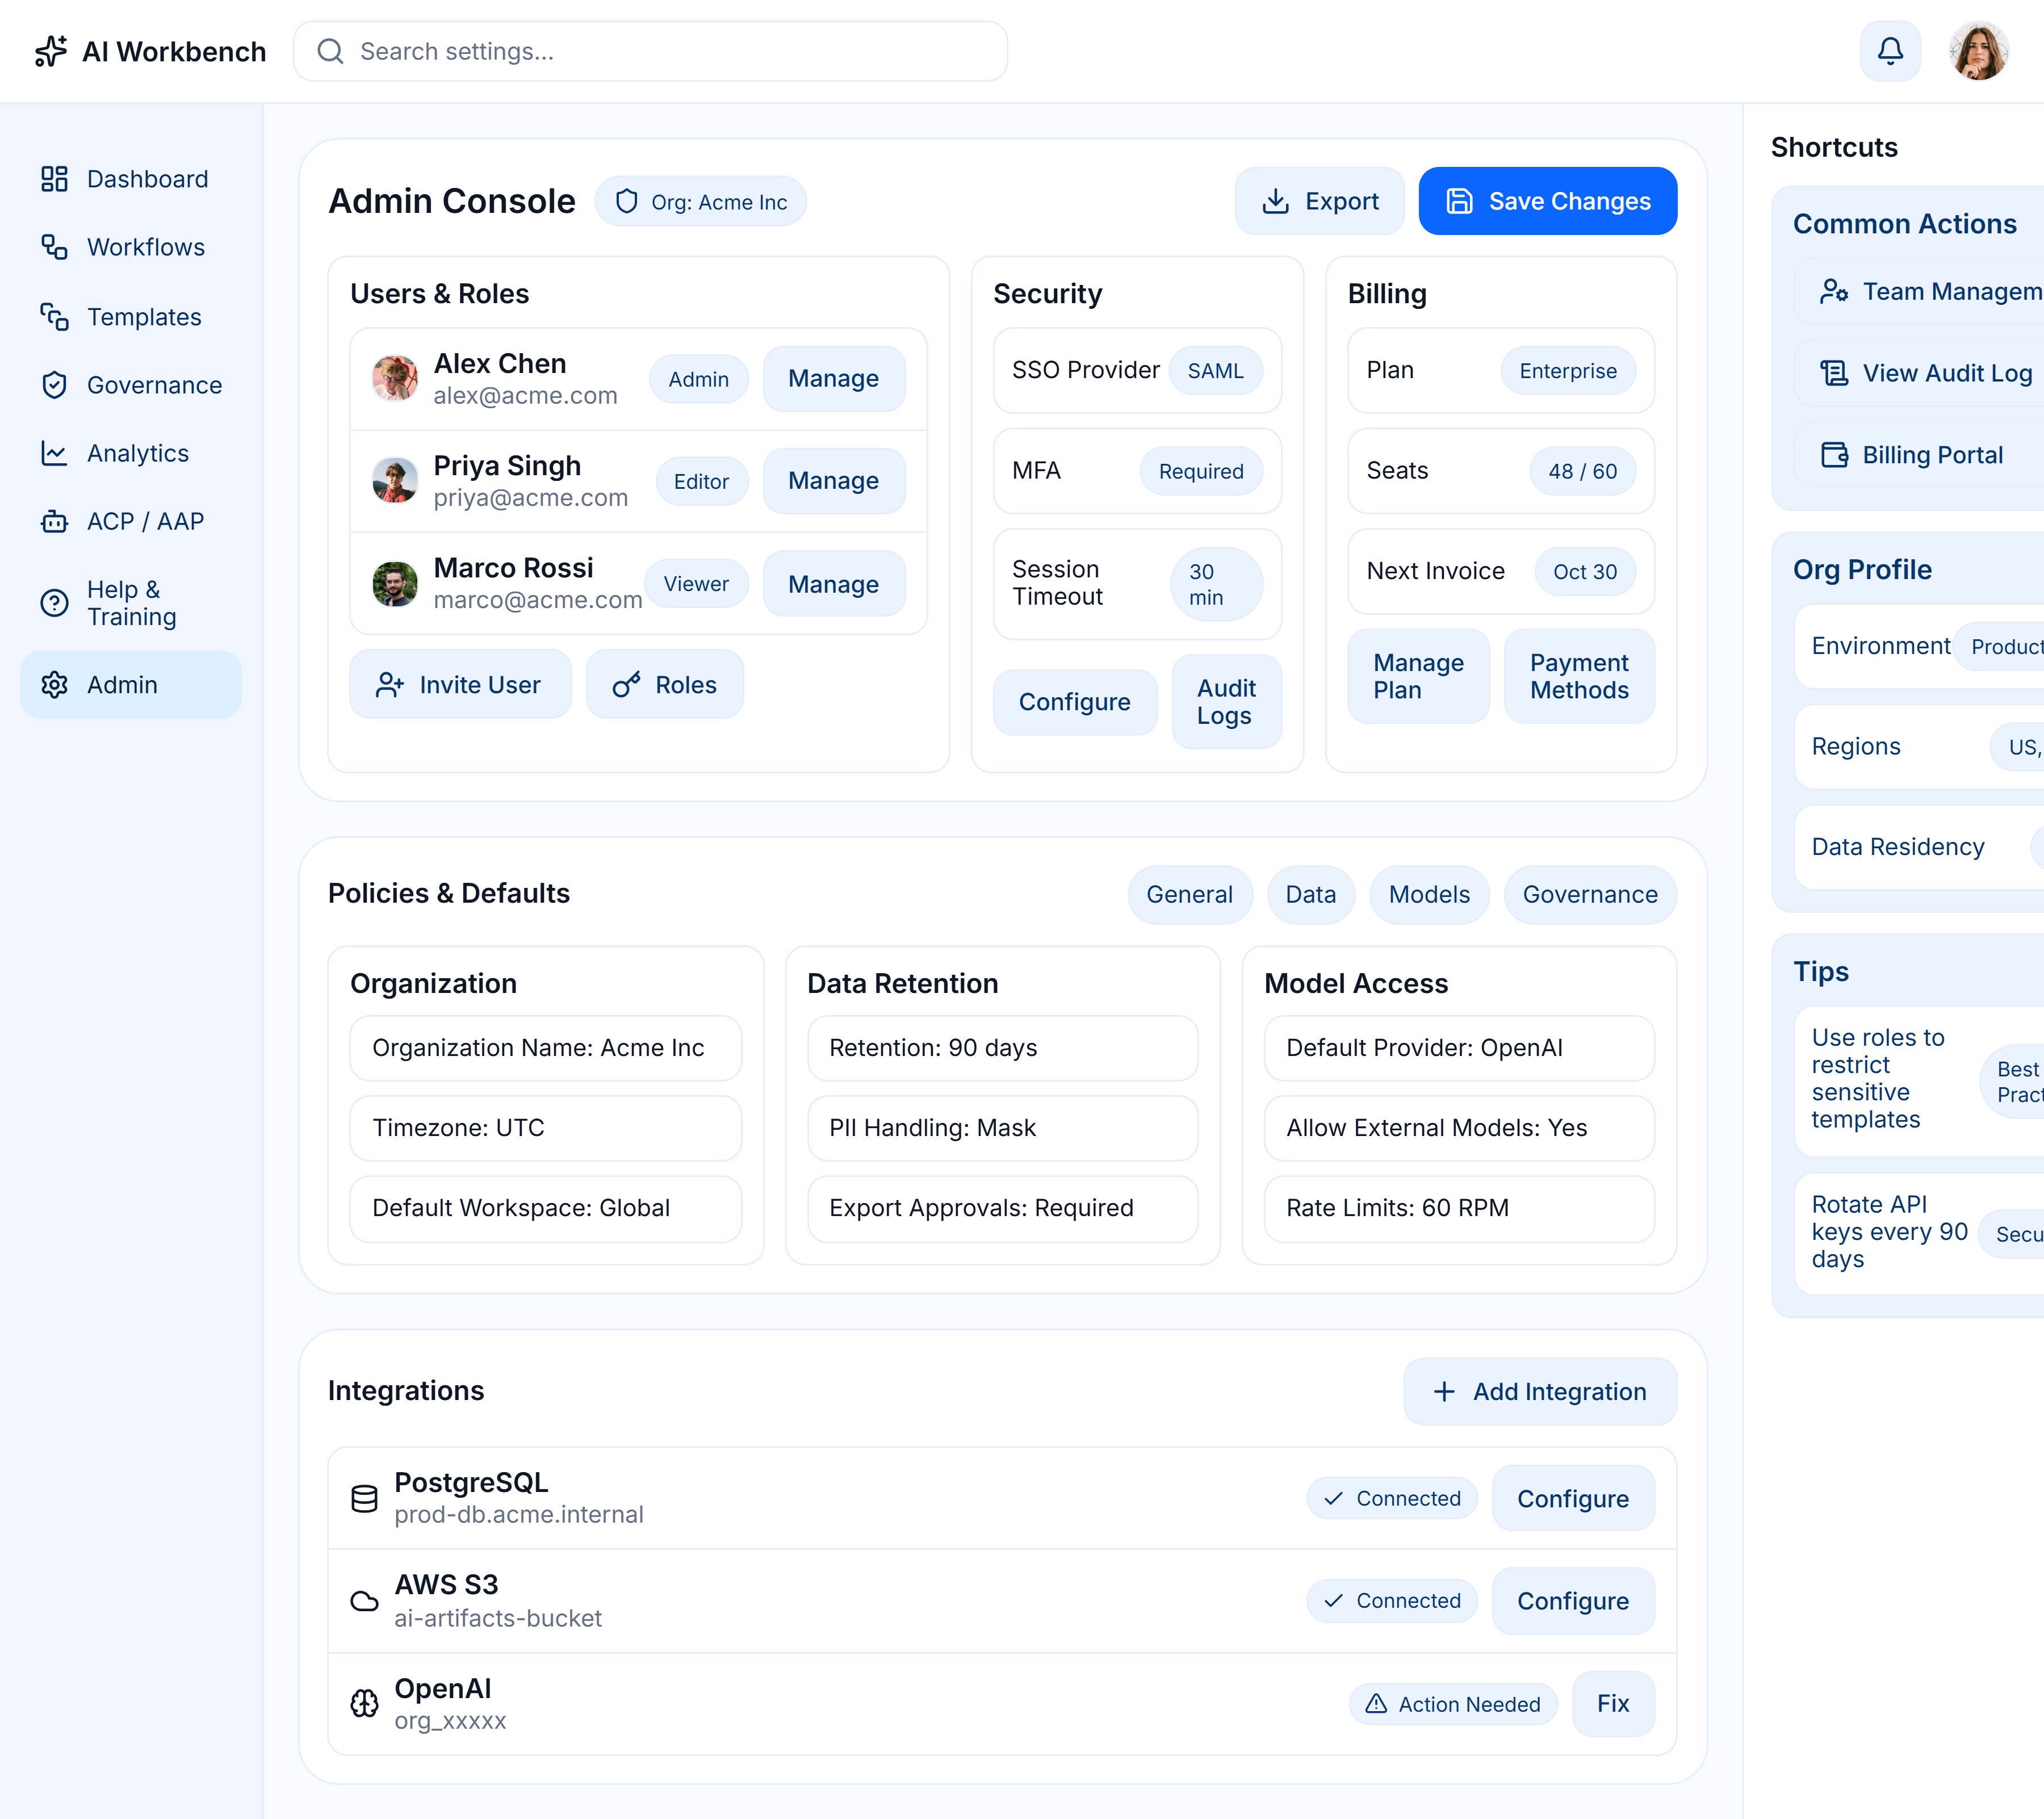 AI Workbench
Search settings...
Dashboard
Workflows
Templates
Governance
Analytics
ACP / AAP
Help &
Training
Admin
Admin Console
Org: Acme Inc
Export
Save Changes
Users & Roles
Alex Chen
alex@acme.com
Admin
Manage
Priya Singh
priya@acme.com
Editor
Manage
Marco Rossi
marco@acme.com
Viewer
Manage
Invite User
Roles
Security
SSO Provider
SAML
MFA
Required
Session
Timeout
30
min
Configure
Audit
Logs
Billing
Plan
Enterprise
Seats
48 / 60
Next Invoice
Oct 30
Manage
Plan
Payment
Methods
Policies & Defaults
General
Data
Models
Governance
Organization
Organization Name: Acme Inc
Timezone: UTC
Default Workspace: Global
Data Retention
Retention: 90 days
PII Handling: Mask
Export Approvals: Required
Model Access
Default Provider: OpenAI
Allow External Models: Yes
Rate Limits: 60 RPM
Integrations
Add Integration
PostgreSQL
prod-db.acme.internal
Connected
Configure
AWS S3
ai-artifacts-bucket
Connected
Configure
OpenAI
org_xxxxx
Action Needed
Fix
Shortcuts
Common Actions
Team Managem
View Audit Log
Billing Portal
Org Profile
Environment
Product
Regions
US,
Data Residency
Tips
Use roles to
restrict
sensitive
templates
Best
Pract
Rotate API
keys every 90
days
Secu